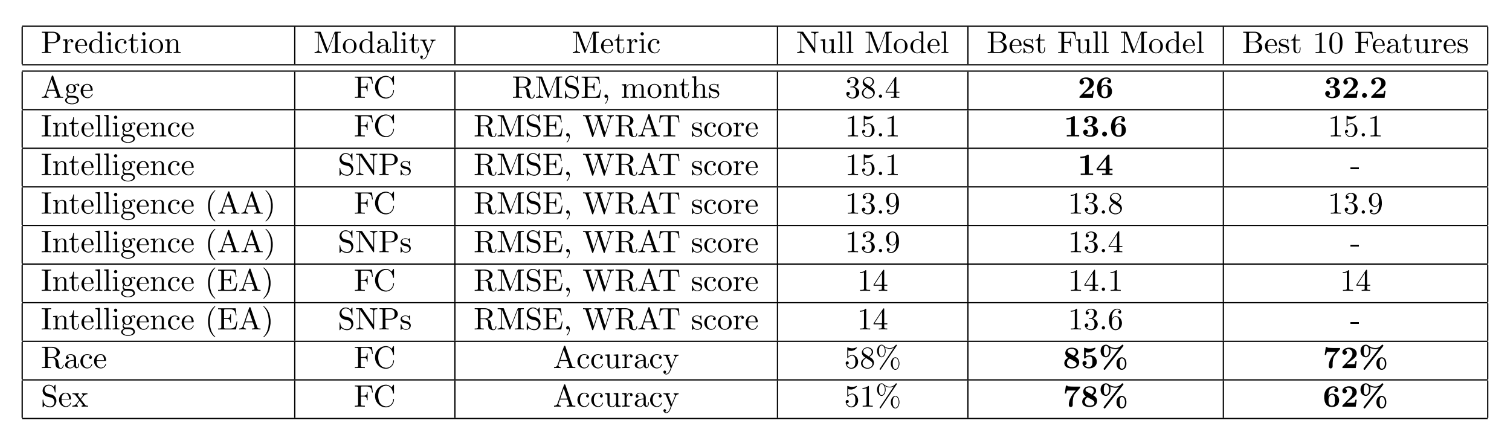 Prediction Modality Metric Null Model Best Full Model Best 10 Features
Age FC RMSE, months 38.4 26 32.2
Intelligence FC RMSE, WRAT score 15.1 13.6 15.1
Intelligence SNPs RMSE, WRAT score 15.1 14 -
Intelligence (AA) FC RMSE, WRAT score 13.9 13.8 13.9
Intelligence (AA) SNPs RMSE, WRAT score 13.9 13.4 -
Intelligence (EA) FC RMSE, WRAT score 14 14.1 14
Intelligence (EA) SNPs RMSE, WRAT score 14 13.6 -
Race FC Accuracy 58% 85% 72%
Sex FC Accuracy 51% 78% 62%